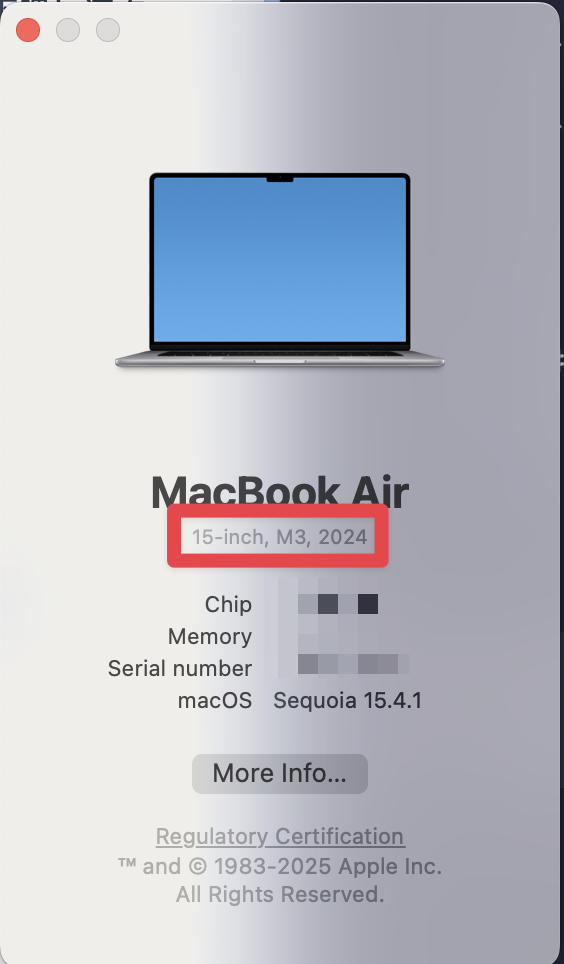 MacBook Air
15-inch, M3, 2024
Chip
Memory
Serial number
macOS Sequoia 15.4.1
More Info...
Regulatory Certification
™ and © 1983-2025 Apple Inc.
All Rights Reserved.